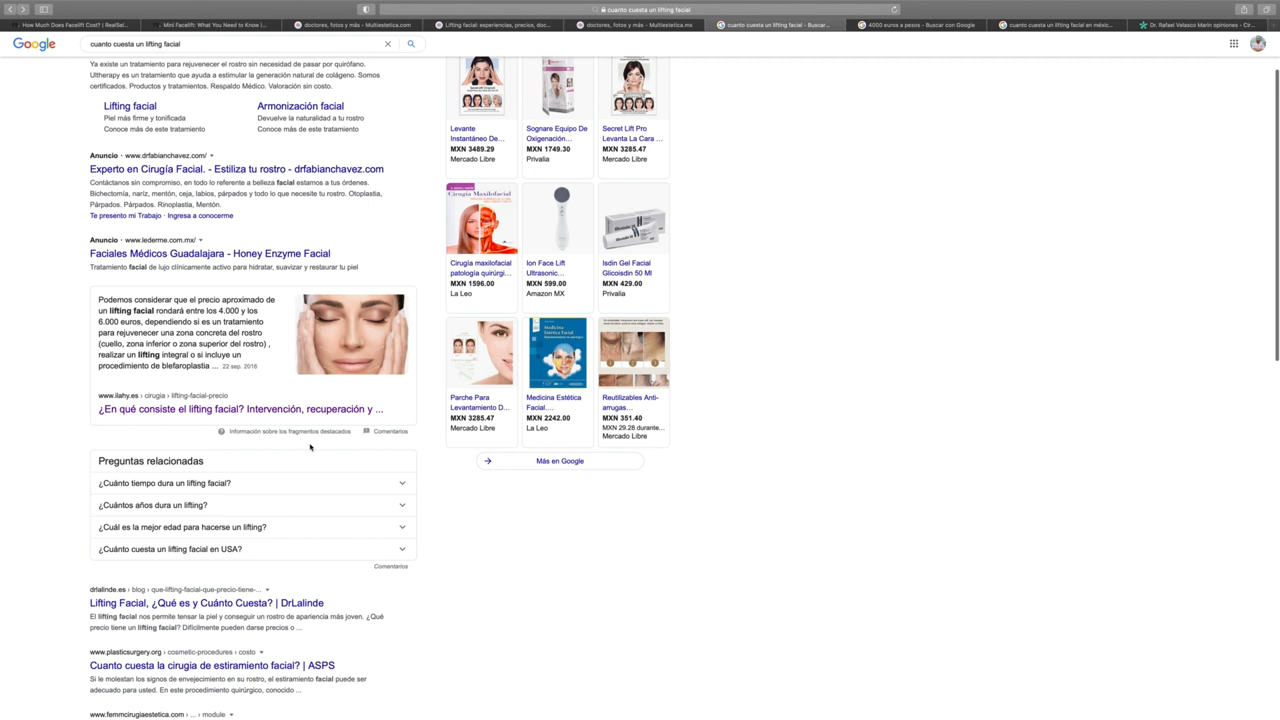 cuanto cuesta un lifting facial
How Much Does Facelift Cost? | RealSel...
Mini Facelift: What You Need to Know |...
doctores, fotos y más - Multiestetica.com
Lifting facial: experiencias, precios, doc...
doctores, fotos y más - Multiestetica.mx
cuanto cuesta un lifting facial - Buscar...
4000 euros a pesos - Buscar con Google
cuanto cuesta un lifting facial en méxic...
Dr. Rafael Velasco Marin opiniones - Cir...
Google
cuanto cuesta un lifting facial
Ya existe un tratamiento para rejuvenecer el rostro sin necesidad de pasar por quirófano.
Ultherapy es un tratamiento que ayuda a estimular la generación natural de colágeno. Somos
certificados. Productos y tratamientos. Respaldo Médico. Valoración sin costo.
Lifting facial
Piel más firme y tonificada
Conoce más de este tratamiento
Armonización facial
Devuelve la naturalidad a tu rostro
Conoce más de este tratamiento
Anuncio · www.drfabianchavez.com/
Experto en Cirugía Facial. - Estiliza tu rostro - drfabianchavez.com
Contáctanos sin compromiso, en todo lo referente a belleza facial estamos a tus órdenes.
Bichectomía, naríz, mentón, ceja, labios, párpados y todo lo que necesite tu rostro. Otoplastia,
Párpados. Párpados. Rinoplastia, Mentón.
Te presento mi Trabajo · Ingresa a conocerme
Anuncio · www.lederme.com.mx/
Faciales Médicos Guadalajara - Honey Enzyme Facial
Tratamiento facial de lujo clínicamente activo para hidratar, suavizar y restaurar tu piel
Podemos considerar que el precio aproximado de
un lifting facial rondará entre los 4.000 y los
6.000 euros, dependiendo si es un tratamiento
para rejuvenecer una zona concreta del rostro
(cuello, zona inferior o zona superior del rostro) ,
realizar un lifting integral o si incluye un
procedimiento de blefaroplastia ... 22 sep. 2016
www.ilahy.es › cirugia › lifting-facial-precio
¿En qué consiste el lifting facial? Intervención, recuperación y ...
Información sobre los fragmentos destacados
Comentarios
Preguntas relacionadas
¿Cuánto tiempo dura un lifting facial?
¿Cuántos años dura un lifting?
¿Cuál es la mejor edad para hacerse un lifting?
¿Cuánto cuesta un lifting facial en USA?
Comentarios
drlalinde.es › blog › que-lifting-facial-que-precio-tiene-...
Lifting Facial, ¿Qué es y Cuánto Cuesta? | DrLalinde
El lifting facial nos permite tensar la piel y conseguir un rostro de apariencia más joven. ¿Qué
precio tiene un lifting facial? Difícilmente pueden darse precios o ...
www.plasticsurgery.org › cosmetic-procedures › costo
Cuanto cuesta la cirugia de estiramiento facial? | ASPS
Si le molestan los signos de envejecimiento en su rostro, el estiramiento facial puede ser
adecuado para usted. En este procedimiento quirúrgico, conocido ...
www.femmcirugiaestetica.com › ... › module
Levante
Instantáneo De...
MXN 3489.29
Mercado Libre
Sognare Equipo De
Oxigenación...
MXN 1749.30
Privalia
Secret Lift Pro
Levanta La Cara ...
MXN 3285.47
Mercado Libre
Cirugía Maxilofacial
Cirugía maxilofacial
patología quirúrgi...
MXN 1596.00
La Leo
Ion Face Lift
Ultrasonic...
MXN 599.00
Amazon MX
Isdin Gel Facial
Glicoisdin 50 Ml
MXN 429.00
Privalia
Parche Para
Levantamiento D...
MXN 3285.47
Mercado Libre
Medicina
Estética Facial
Medicina Estética
Facial....
MXN 2242.00
La Leo
Reutilizables Anti-
arrugas...
MXN 351.40
MXN 29.28 durante...
Mercado Libre
Más en Google